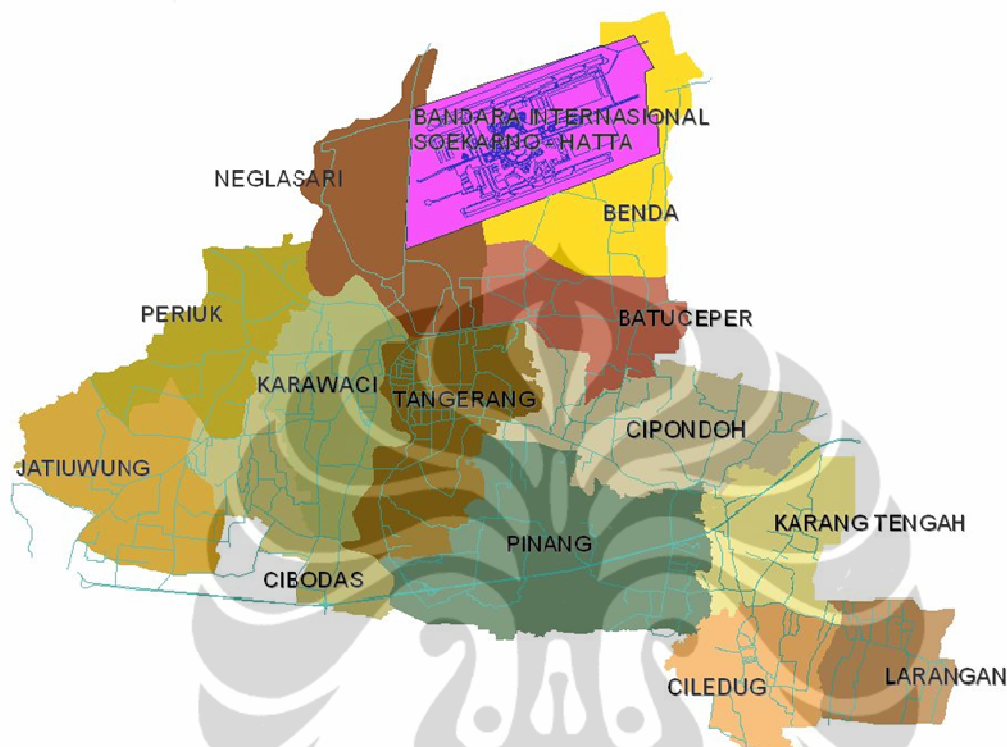 BANDARA INTERNASIONAL
SOEKARNO - HATTA
NEGLASARI
BENDA
PERIUK
BATUCEPER
KARAWACI
TANGERANG
CIPONDOH
JATIUWUNG
KARANG TENGAH
PINANG
CIBODAS
CILEDUG
LARANGAN